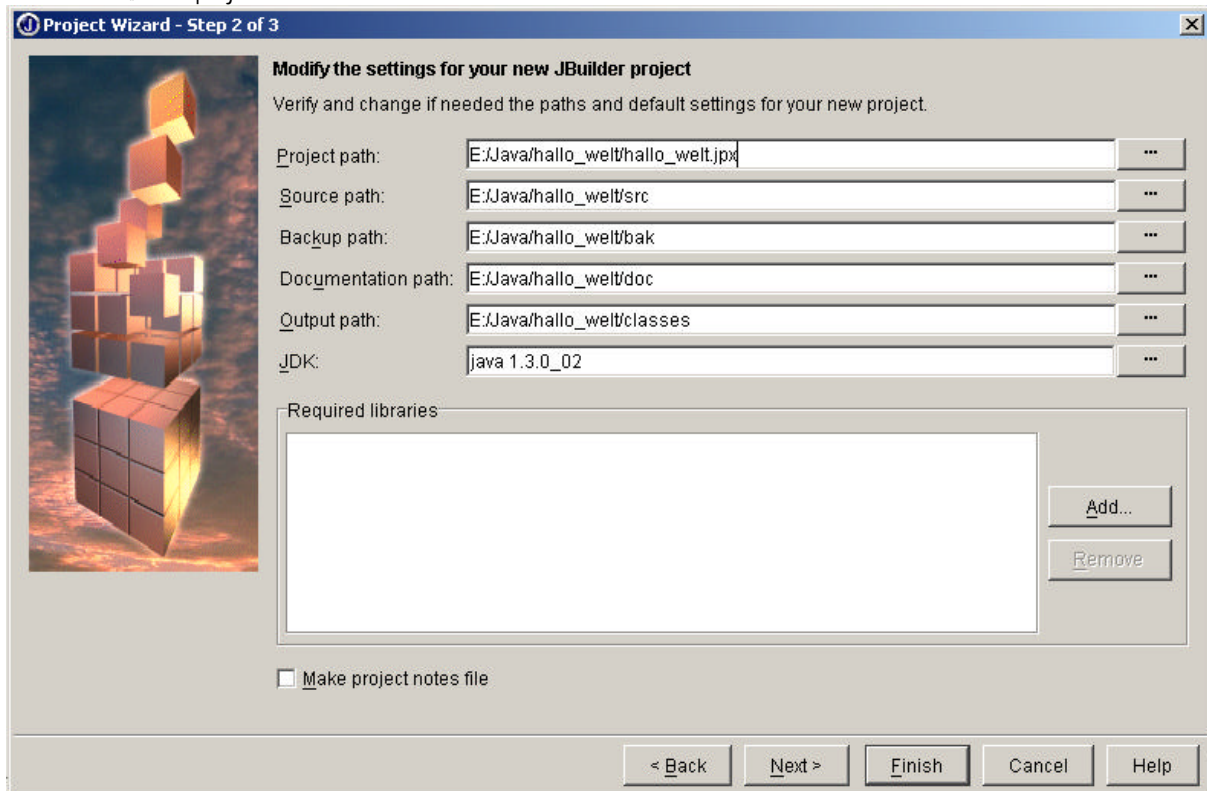 Project Wizard - Step 2 of 3
Modify the settings for your new JBuilder project
Verify and change if needed the paths and default settings for your new project.
Project path: E:/Java/hallo_welt/hallo_welt.jpx ...
Source path: E:/Java/hallo_welt/src ...
Backup path: E:/Java/hallo_welt/bak ...
Documentation path: E:/Java/hallo_welt/doc ...
Output path: E:/Java/hallo_welt/classes ...
JDK: java 1.3.0_02 ...
Required libraries
Add...
Remove
Make project notes file
< Back Next > Finish Cancel Help